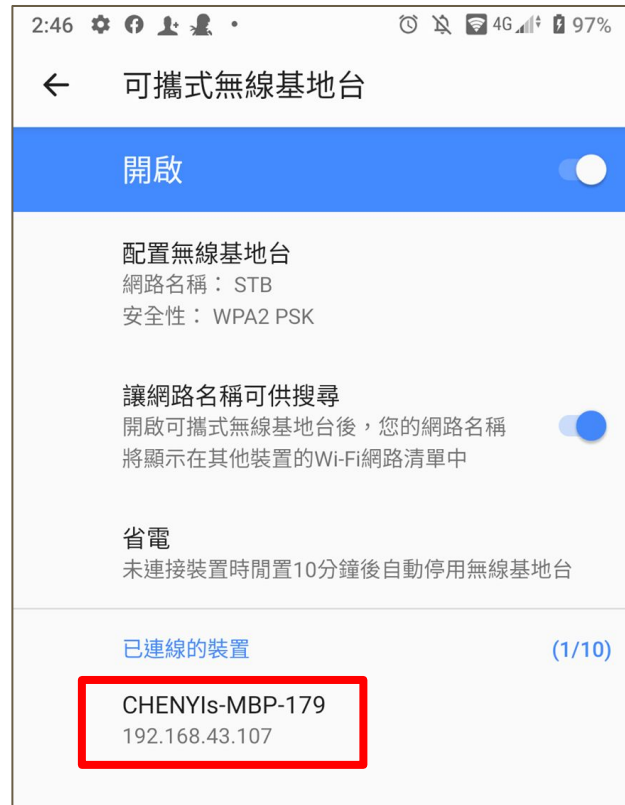 2:46 4G 97%
可攜式無線基地台
開啟
配置無線基地台
網路名稱： STB
安全性： WPA2 PSK
讓網路名稱可供搜尋
開啟可攜式無線基地台後，您的網路名稱
將顯示在其他裝置的Wi-Fi網路清單中
省電
未連接裝置時閒置10分鐘後自動停用無線基地台
已連線的裝置 (1/10)
CHENYIs-MBP-179
192.168.43.107